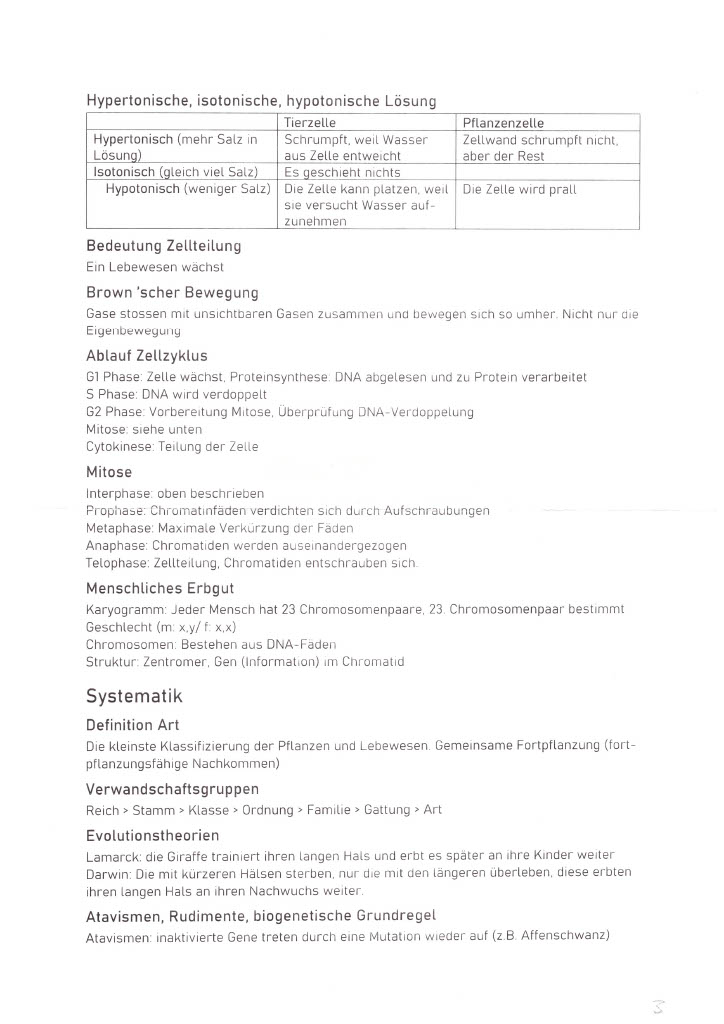 Hypertonische, isotonische, hypotonische Lösung
Tierzelle Pflanzenzelle
Hypertonisch (mehr Salz in Lösung) Schrumpft, weil Wasser aus Zelle entweicht Zellwand schrumpft nicht, aber der Rest
Isotonisch (gleich viel Salz) Es geschieht nichts
Hypotonisch (weniger Salz) Die Zelle kann platzen, weil sie versucht Wasser auf-zunehmen Die Zelle wird prall
Bedeutung Zellteilung
Ein Lebewesen wächst
Brown 'scher Bewegung
Gase stossen mit unsichtbaren Gasen zusammen und bewegen sich so umher. Nicht nur die
Eigenbewegung
Ablauf Zellzyklus
G1 Phase: Zelle wächst, Proteinsynthese: DNA abgelesen und zu Protein verarbeitet
S Phase: DNA wird verdoppelt
G2 Phase: Vorbereitung Mitose, Überprüfung DNA-Verdoppelung
Mitose: siehe unten
Cytokinese: Teilung der Zelle
Mitose
Interphase: oben beschrieben
Prophase: Chromatinfäden verdichten sich durch Aufschraubungen
Metaphase: Maximale Verkürzung der Fäden
Anaphase: Chromatiden werden auseinandergezogen
Telophase: Zellteilung, Chromatiden entschrauben sich.
Menschliches Erbgut
Karyogramm: Jeder Mensch hat 23 Chromosomenpaare, 23. Chromosomenpaar bestimmt
Geschlecht (m: x,y/ f: x,x)
Chromosomen: Bestehen aus DNA-Fäden
Struktur: Zentromer, Gen (Information) im Chromatid
Systematik
Definition Art
Die kleinste Klassifizierung der Pflanzen und Lebewesen. Gemeinsame Fortpflanzung (fort-
pflanzungsfähige Nachkommen)
Verwandschaftsgruppen
Reich > Stamm > Klasse > Ordnung > Familie > Gattung > Art
Evolutionstheorien
Lamarck: die Giraffe trainiert ihren langen Hals und erbt es später an ihre Kinder weiter
Darwin: Die mit kürzeren Hälsen sterben, nur die mit den längeren überleben, diese erbten
ihren langen Hals an ihren Nachwuchs weiter.
Atavismen, Rudimente, biogenetische Grundregel
Atavismen: inaktivierte Gene treten durch eine Mutation wieder auf (z.B. Affenschwanz)
3